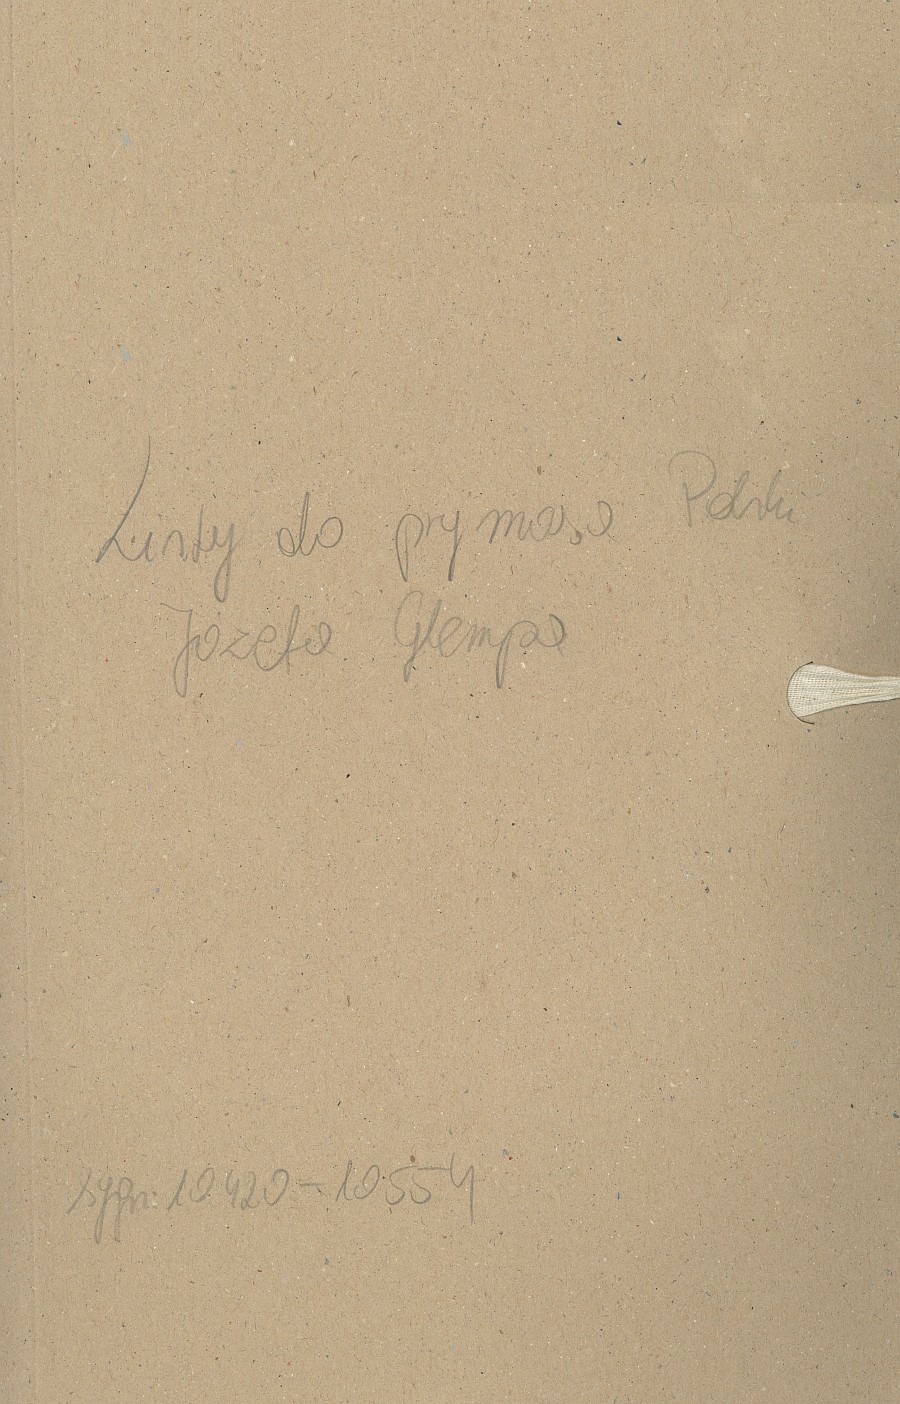 Listy do prymasa Polski
Józefa Glempa
sygn: 10420-10554